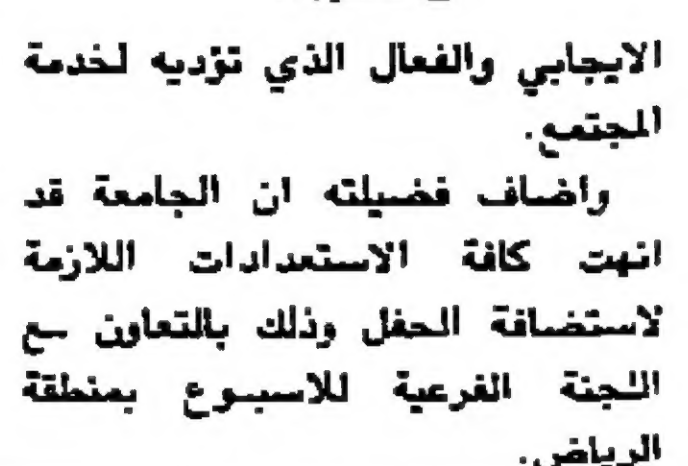 الايجابي والفعال الذي تؤديه لخدمة
المجتمع.
واضاف فضيلته ان الجامعة قد
انهت كافة الاستعدادات اللازمة
لاستضافة الحفل وذلك بالتعاون مع
اللجنة الفرعية للاسبوع بمنطقة
الرياض.